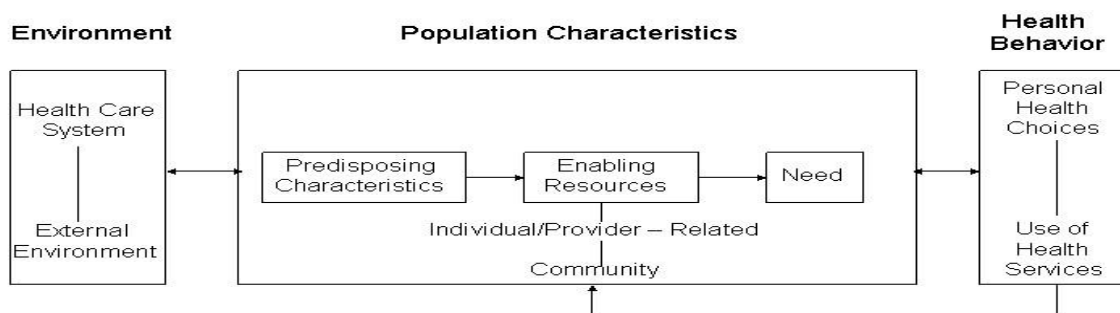 Environment
Population Characteristics
Health
Behavior
Health Care
System
External
Environment
Predisposing
Characteristics
Enabling
Resources
Need
Individual/Provider – Related
Community
Personal
Health
Choices
Use of
Health
Services